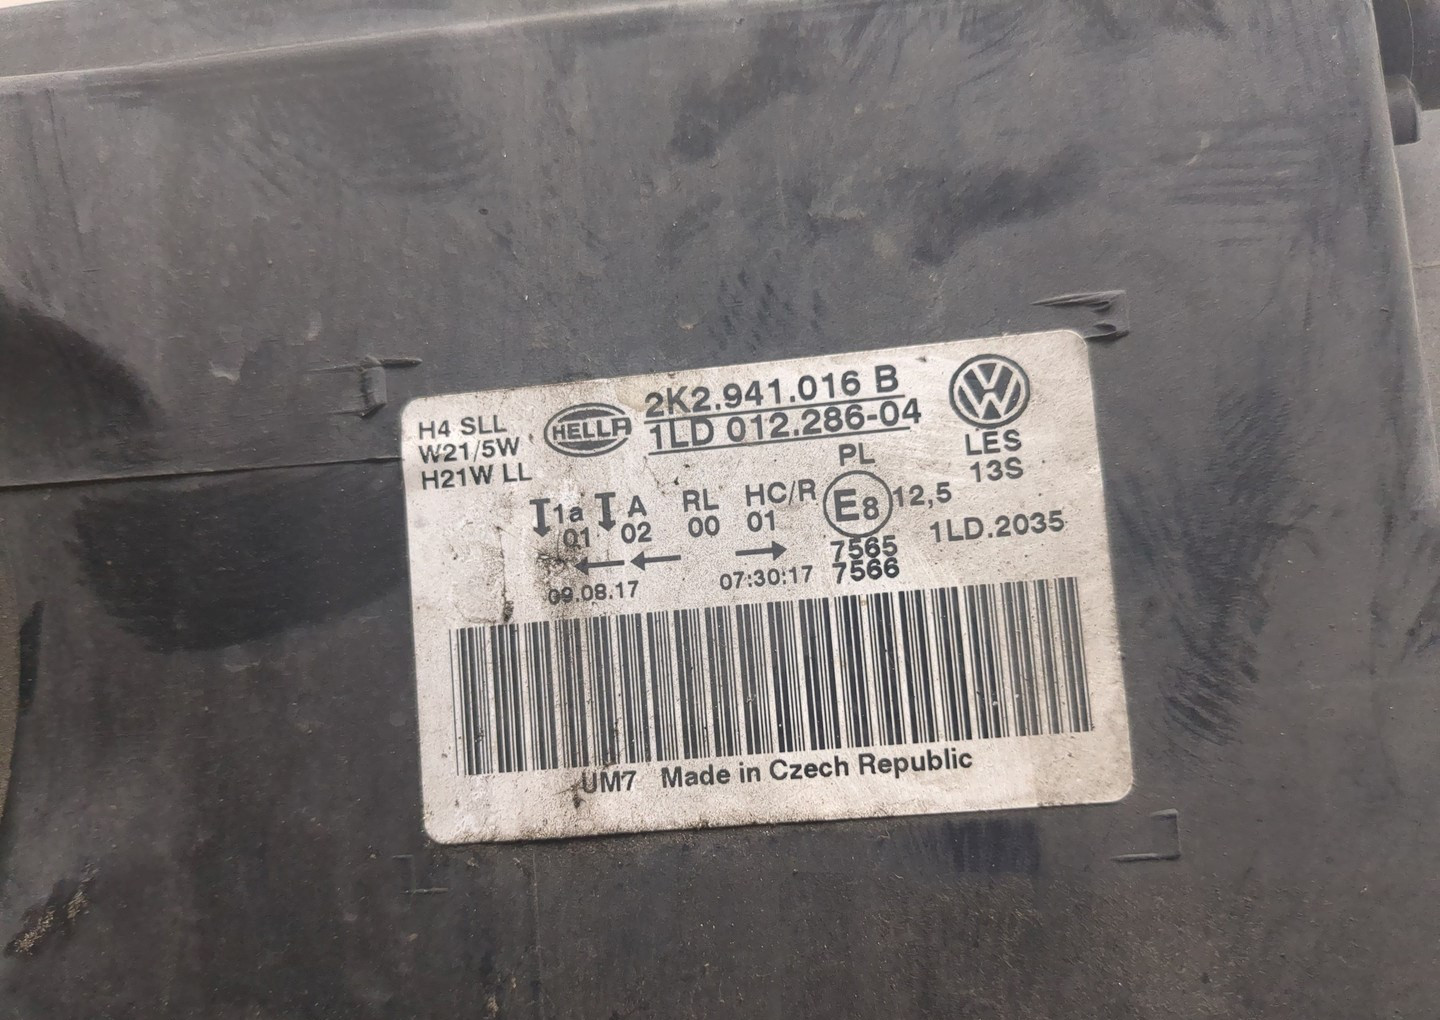 H4 SLL
W21/5W
H21W LL
HELLA
2K2.941.016 B
1LD 012.286-04
PL
VW
LES
13S
1a
01
A
02
RL
00
HC/R
01
E8
12,5
1LD.2035
7565
7566
09.08.17
07:30:17
UM7 Made in Czech Republic